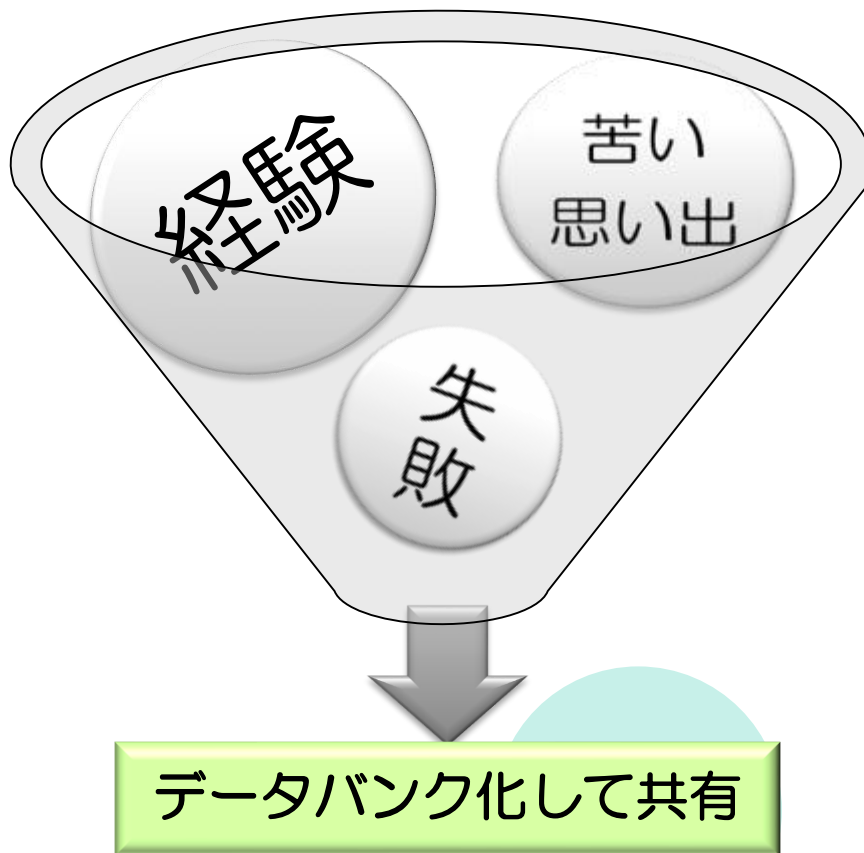 経験
苦い
思い出
失
敗
データバンク化して共有